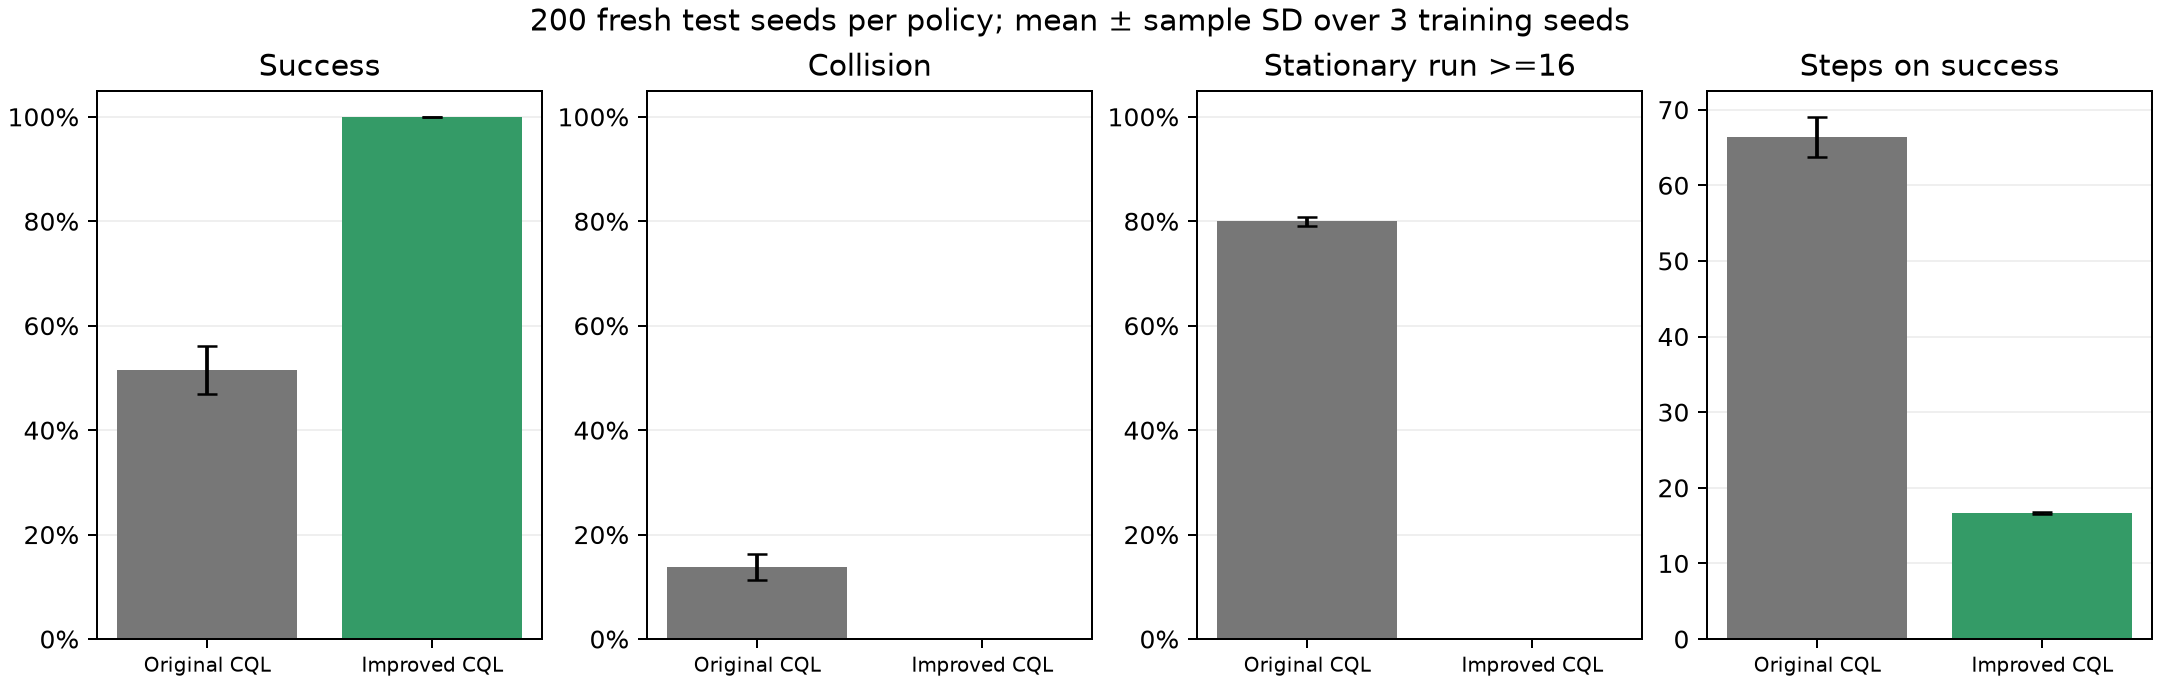 200 fresh test seeds per policy; mean ± sample SD over 3 training seeds
Success
100%
80%
60%
40%
20%
0%
Original CQL
Improved CQL
Collision
100%
80%
60%
40%
20%
0%
Original CQL
Improved CQL
Stationary run >=16
100%
80%
60%
40%
20%
0%
Original CQL
Improved CQL
Steps on success
70
60
50
40
30
20
10
0
Original CQL
Improved CQL